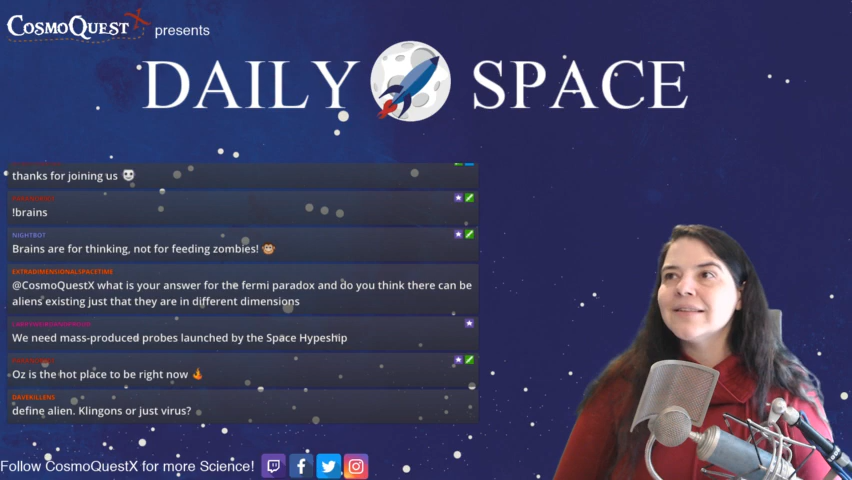 COSMOQUEST X presents
DAILY SPACE
thanks for joining us
!brains
NIGHTBOT
Brains are for thinking, not for feeding zombies!
EXTRADIMENSIONALSPACETIME
@CosmoQuestX what is your answer for the fermi paradox and do you think there can be
aliens existing just that they are in different dimensions
We need mass-produced probes launched by the Space Hypeship
Oz is the hot place to be right now
DAVEKILLENS
define alien. Klingons or just virus?
Follow CosmoQuestX for more Science!